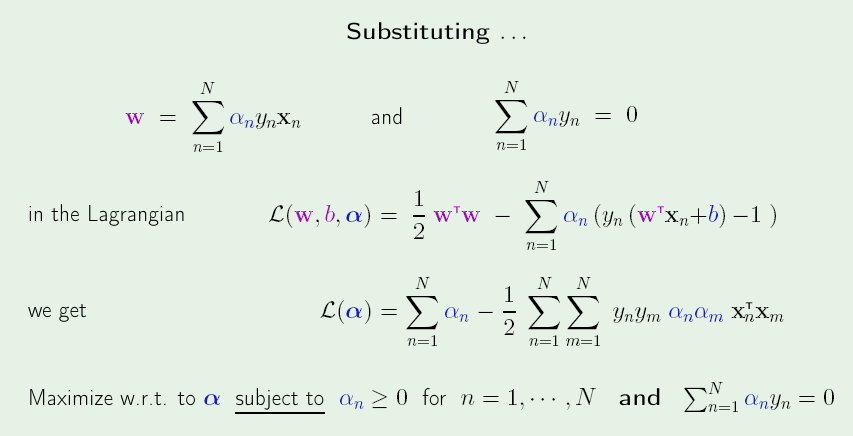 Substituting ...
w = ∑_{n=1}^{N} α_n y_n x_n and ∑_{n=1}^{N} α_n y_n = 0
in the Lagrangian ℒ(w, b, α) = 1/2 wᵀw − ∑_{n=1}^{N} α_n (y_n (wᵀx_n + b) − 1 )
we get ℒ(α) = ∑_{n=1}^{N} α_n − 1/2 ∑_{n=1}^{N} ∑_{m=1}^{N} y_n y_m α_n α_m x_nᵀx_m
Maximize w.r.t. to α subject to α_n ≥ 0 for n = 1, ··· , N and ∑_{n=1}^{N} α_n y_n = 0